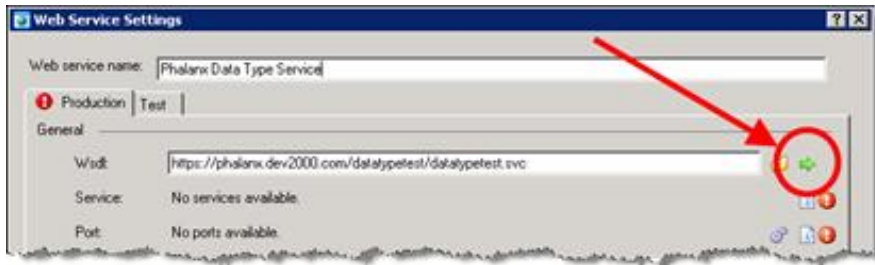 Web Service Settings
Web service name: Phalanx Data Type Service
Production Test
General
Wsdl: https://phalanx.dev2000.com/datatypetest/datatypetest.svc
Service: No services available.
Port: No ports available.